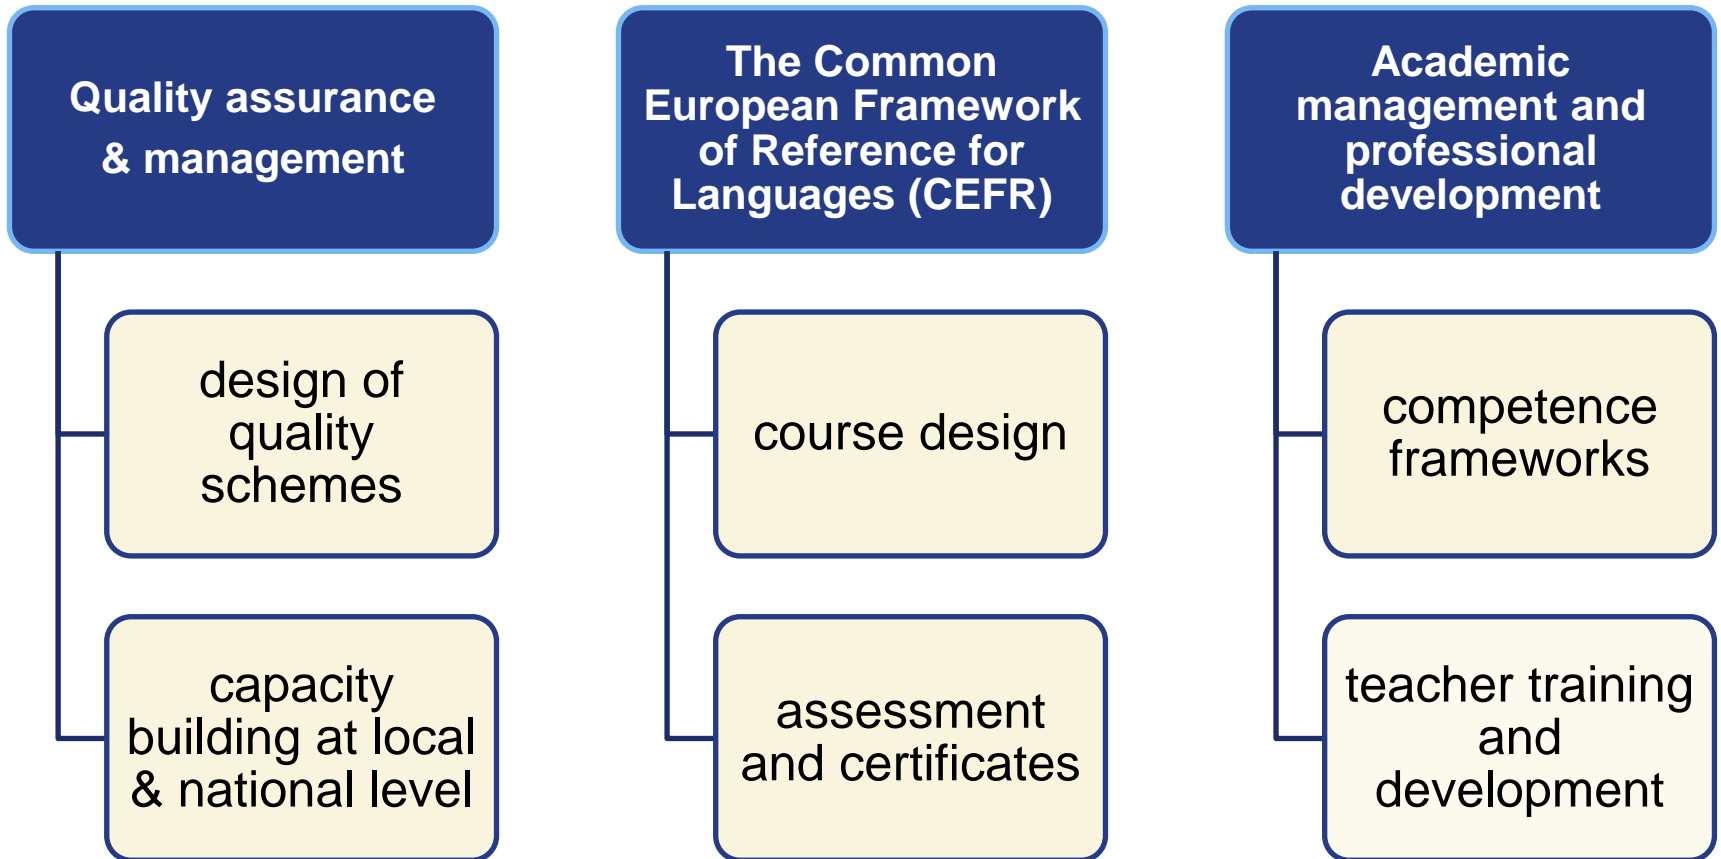 Quality assurance
& management
design of
quality
schemes
capacity
building at local
& national level
The Common
European Framework
of Reference for
Languages (CEFR)
course design
assessment
and certificates
Academic
management and
professional
development
competence
frameworks
teacher training
and
development